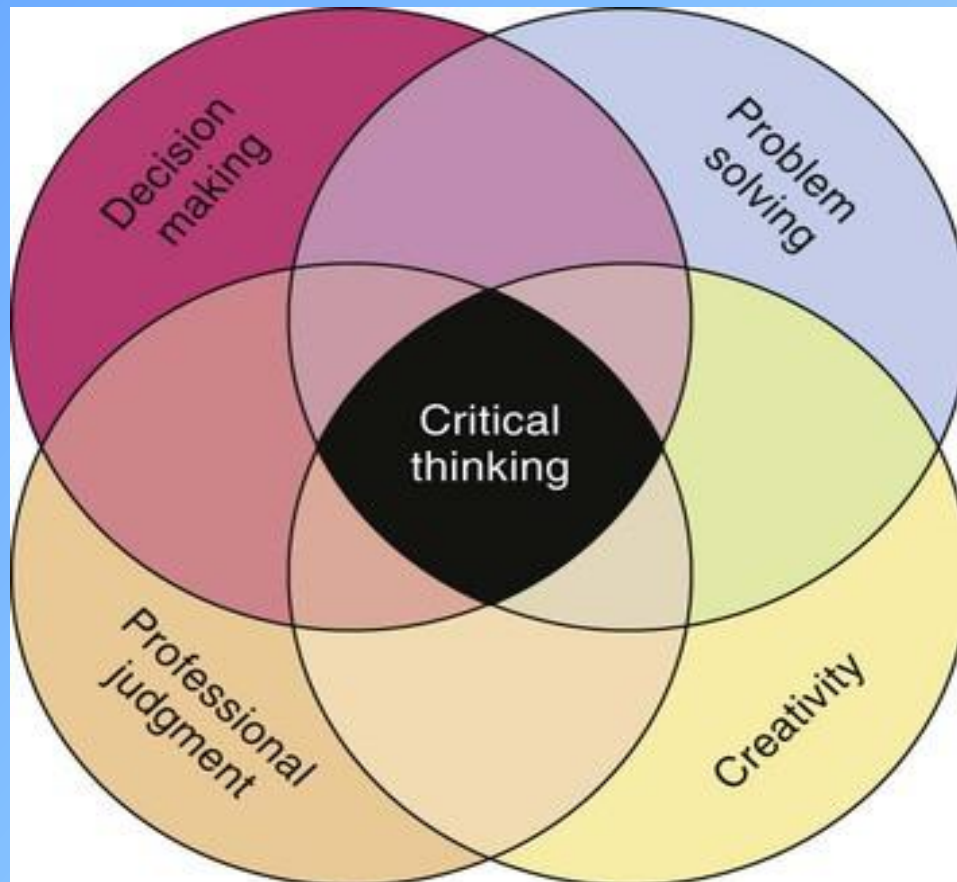 Decision
making
Problem
solving
Critical
thinking
Professional
judgment
Creativity